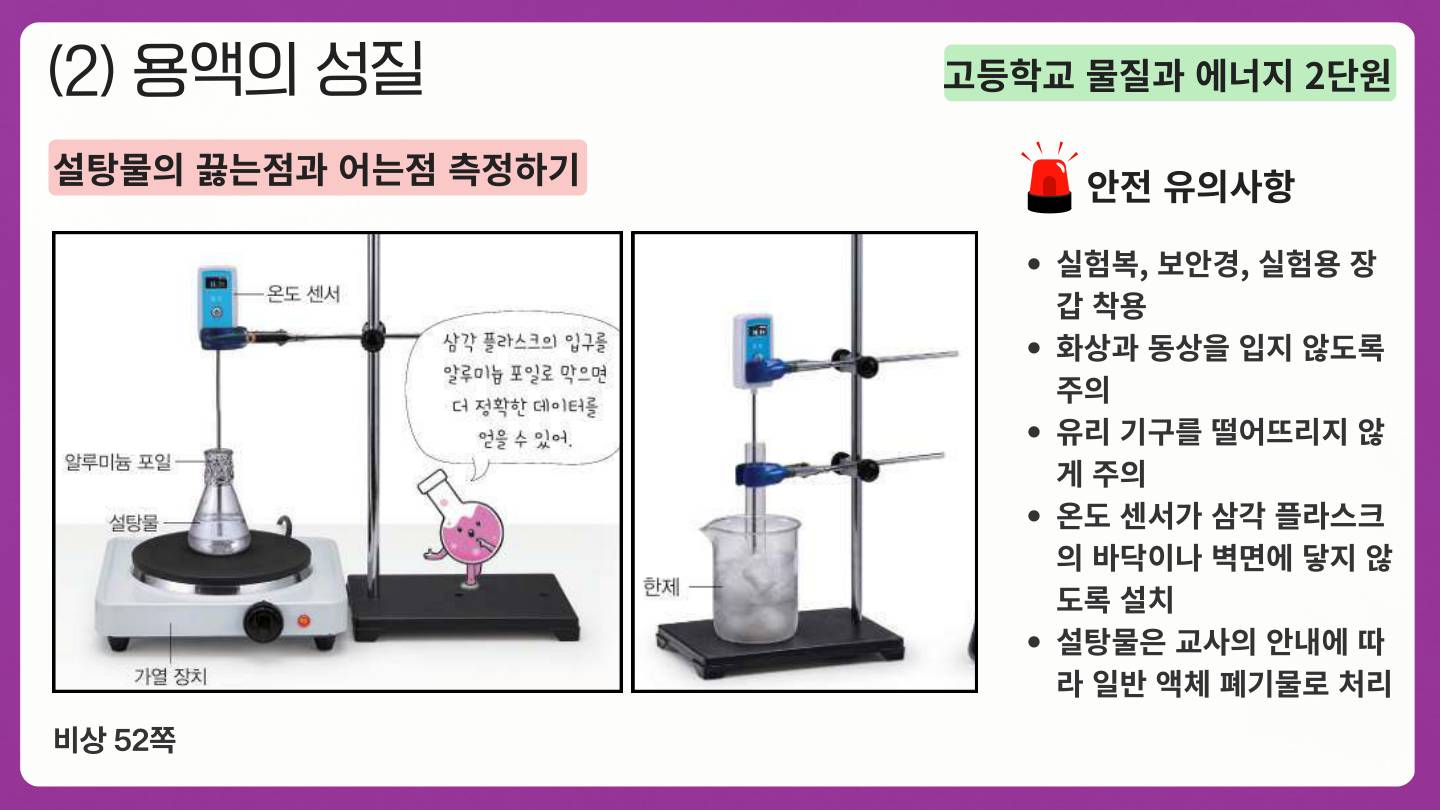 (2) 용액의 성질
고등학교 물질과 에너지 2단원
설탕물의 끓는점과 어는점 측정하기
온도 센서
삼각 플라스크의 입구를
알루미늄 포일로 막으면
더 정확한 데이터를
얻을 수 있어.
알루미늄 포일
설탕물
가열 장치
한제
비상 52쪽
안전 유의사항
• 실험복, 보안경, 실험용 장
갑 착용
• 화상과 동상을 입지 않도록
주의
• 유리 기구를 떨어뜨리지 않
게 주의
• 온도 센서가 삼각 플라스크
의 바닥이나 벽면에 닿지 않
도록 설치
• 설탕물은 교사의 안내에 따
라 일반 액체 폐기물로 처리